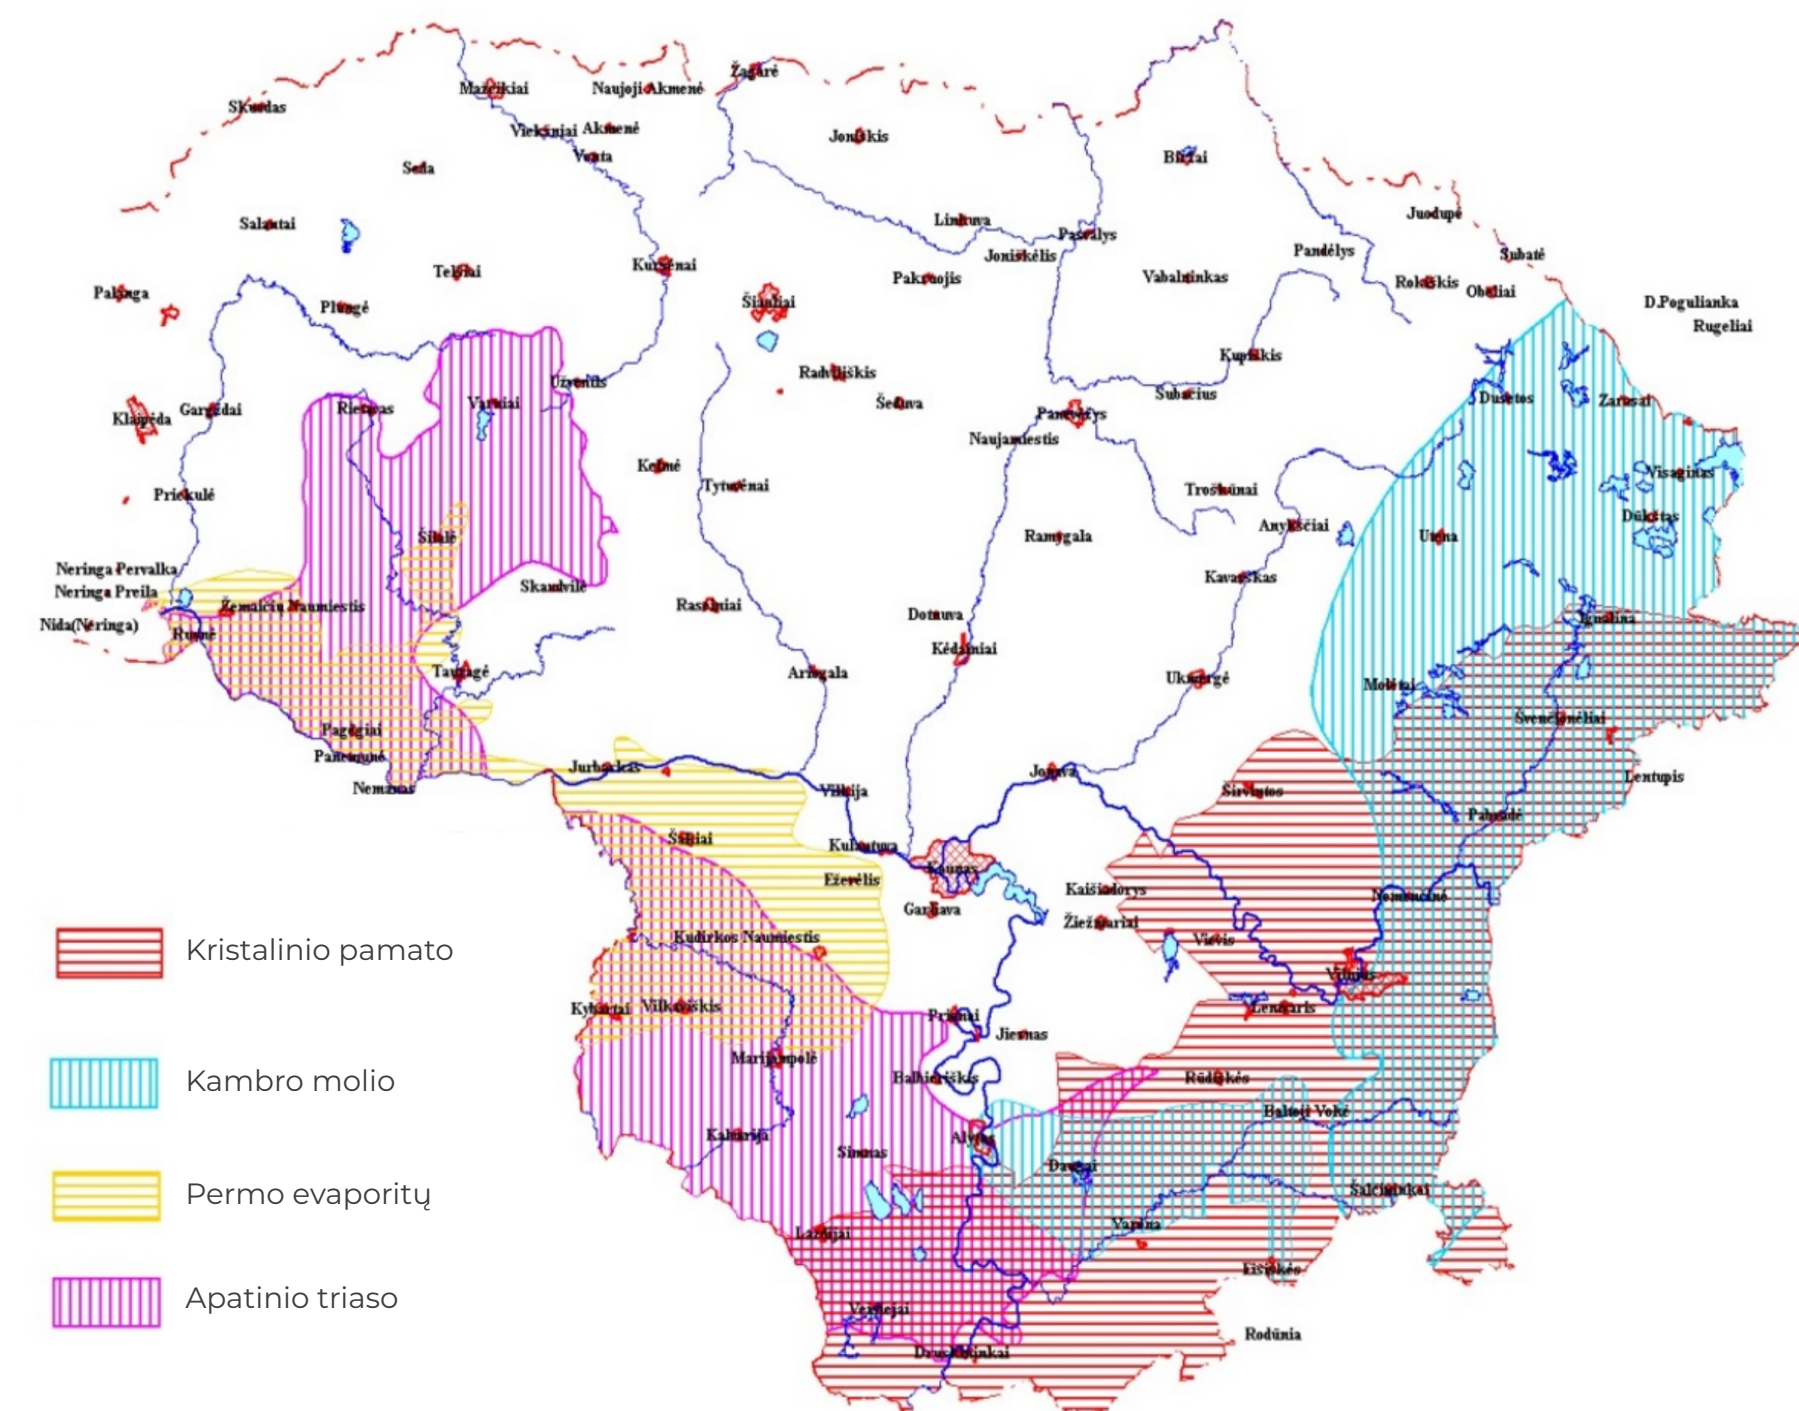 Žagarė
Mažeikiai
Naujoji Akmenė
Skuodas
Viekšniai
Akmenė
Joniškis
Venta
Biržai
Seda
Juodupė
Salantai
Linkuva
Pasvalys
Joniškėlis
Pandėlys
Subatė
Kuršėnai
Telšiai
Pakruojis
Vabalninkas
Rokiškis
Obeliai
Palanga
Šiauliai
D.Pogulianka
Plungė
Rugeliai
Kupiškis
Radviliškis
Užventis
Subačius
Dusetos
Zarasai
Šeduva
Varniai
Rietavas
Gargždai
Klaipėda
Panevėžys
Naujamiestis
Kelmė
Visaginas
Tytuvėnai
Troškūnai
Priekulė
Dūkštas
Anykščiai
Šilalė
Ramygala
Utena
Neringa Pervalka
Kavarskas
Skaudvilė
Neringa Preila
Žemaičių Naumiestis
Raseiniai
Dotnuva
Ignalina
Nida(Neringa)
Rusnė
Kėdainiai
Tauragė
Ariogala
Ukmergė
Molėtai
Švenčionėliai
Pagėgiai
Panemunė
Jurbarkas
Jonava
Lentupis
Nemanas
Vilkija
Širvintos
Pabradė
Šakiai
Kulautuva
Kaunas
Ežerėlis
Kaišiadorys
Nemenčinė
Garliava
Žiežmariai
Kudirkos Naumiestis
Vievis
Kristalinio pamato
Vilnius
Kybartai
Vilkaviškis
Lentvaris
Prienai
Jiesnas
Marijampolė
Kambro molio
Balbieriškis
Rūdiškės
Baltoji Vokė
Kalvarija
Alytus
Simnas
Daugai
Permo evaporitų
Šalčininkai
Varėna
Lazdijai
Eišiškės
Apatinio triaso
Veisiejai
Rodūnia
Druskininkai